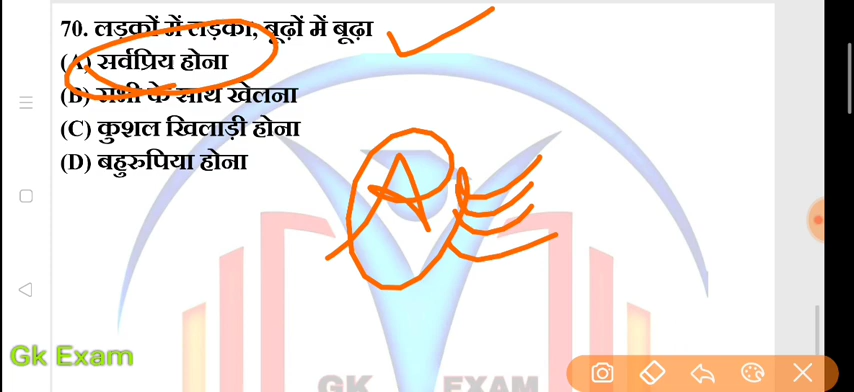 70. लड़कों में लड़का, बूढ़ों में बूढ़ा
(A) सर्वप्रिय होना
(B) सभी के साथ खेलना
(C) कुशल खिलाड़ी होना
(D) बहुरुपिया होना
A
Gk Exam
GK EXAM